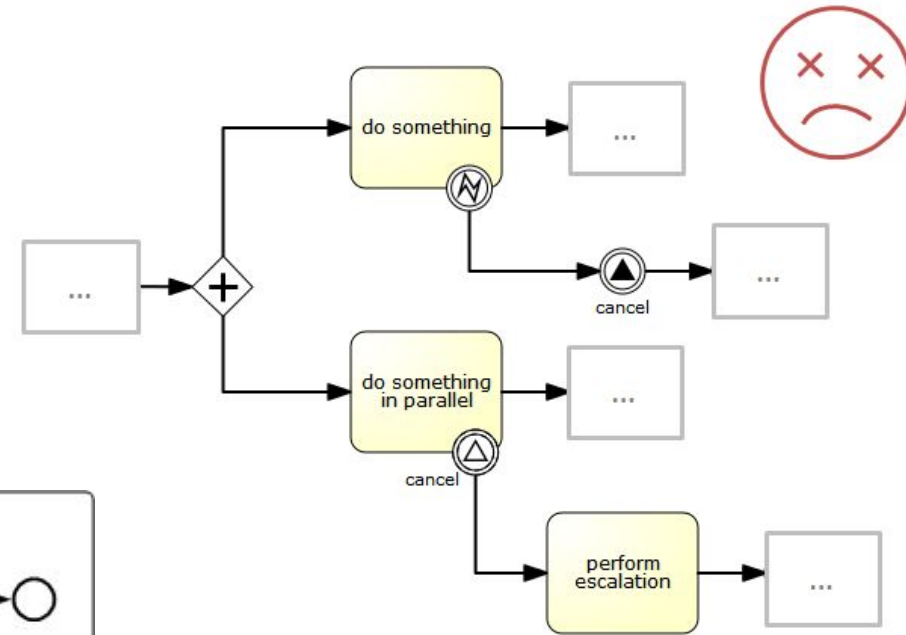 do something
...
...
...
cancel
do something
in parallel
...
cancel
perform
escalation
...